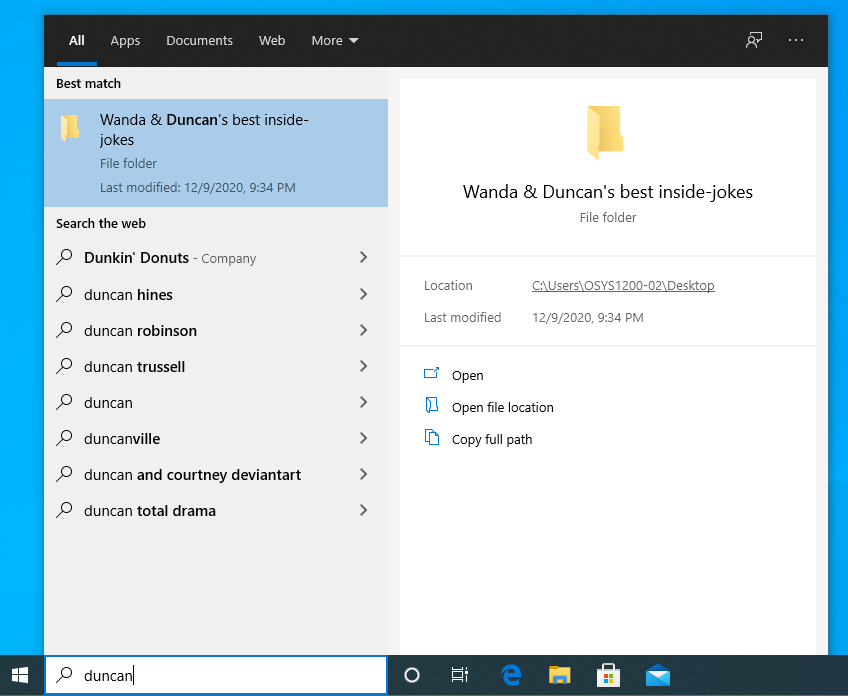 All Apps Documents Web More
Best match
Wanda & Duncan's best inside-
jokes
File folder
Last modified: 12/9/2020, 9:34 PM
Search the web
Dunkin' Donuts - Company
duncan hines
duncan robinson
duncan trussell
duncan
duncanville
duncan and courtney deviantart
duncan total drama
Wanda & Duncan's best inside-jokes
File folder
Location C:\Users\OSYS1200-02\Desktop
Last modified 12/9/2020, 9:34 PM
Open
Open file location
Copy full path
duncan